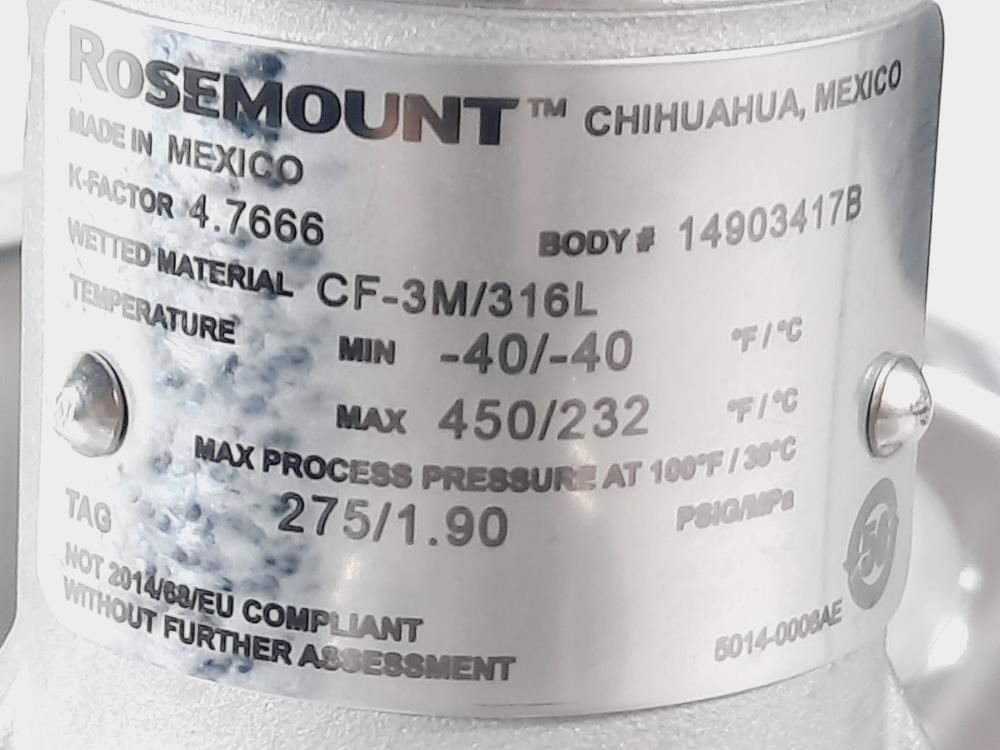 ROSEMOUNT™ CHIHUAHUA, MEXICO
MADE IN MEXICO
K-FACTOR 4.7666
BODY # 14903417B
WETTED MATERIAL CF-3M/316L
TEMPERATURE
MIN -40/-40 °F / °C
MAX 450/232 °F / °C
MAX PROCESS PRESSURE AT 100°F / 38°C
275/1.90 PSIG/MPa
TAG
NOT 2014/68/EU COMPLIANT
WITHOUT FURTHER ASSESSMENT
50
5014-0006AE